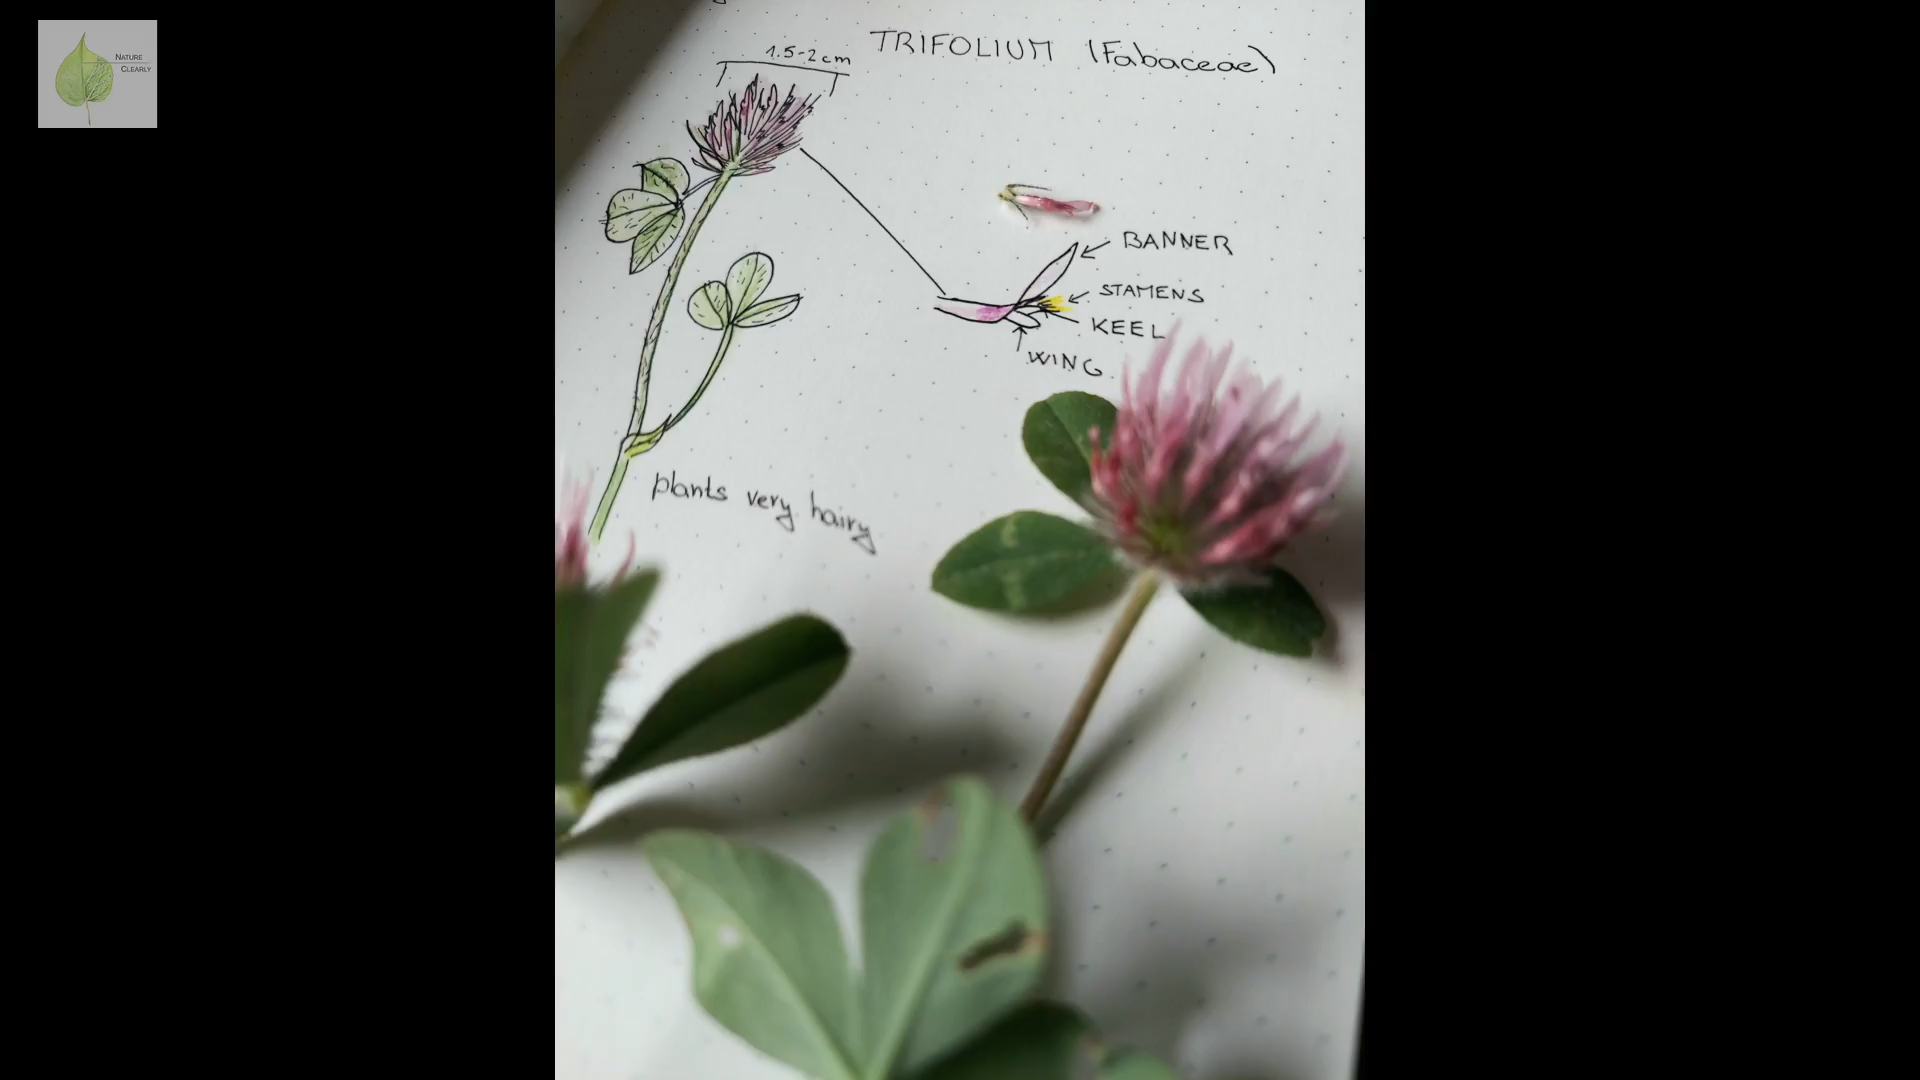 NATURE
CLEARLY
TRIFOLIUM (Fabaceae)
1.5-2cm
BANNER
STAMENS
KEEL
WING
plants very hairy